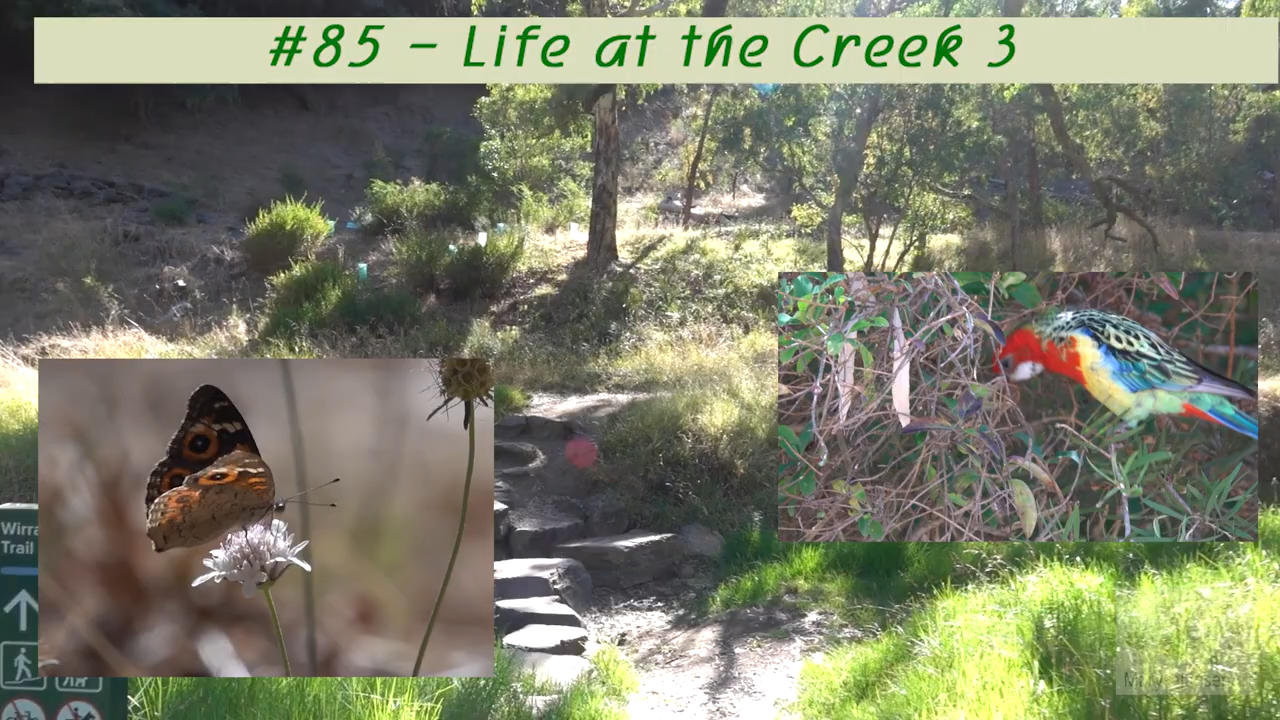 #85 – Life at the Creek 3
Wirra
Trail